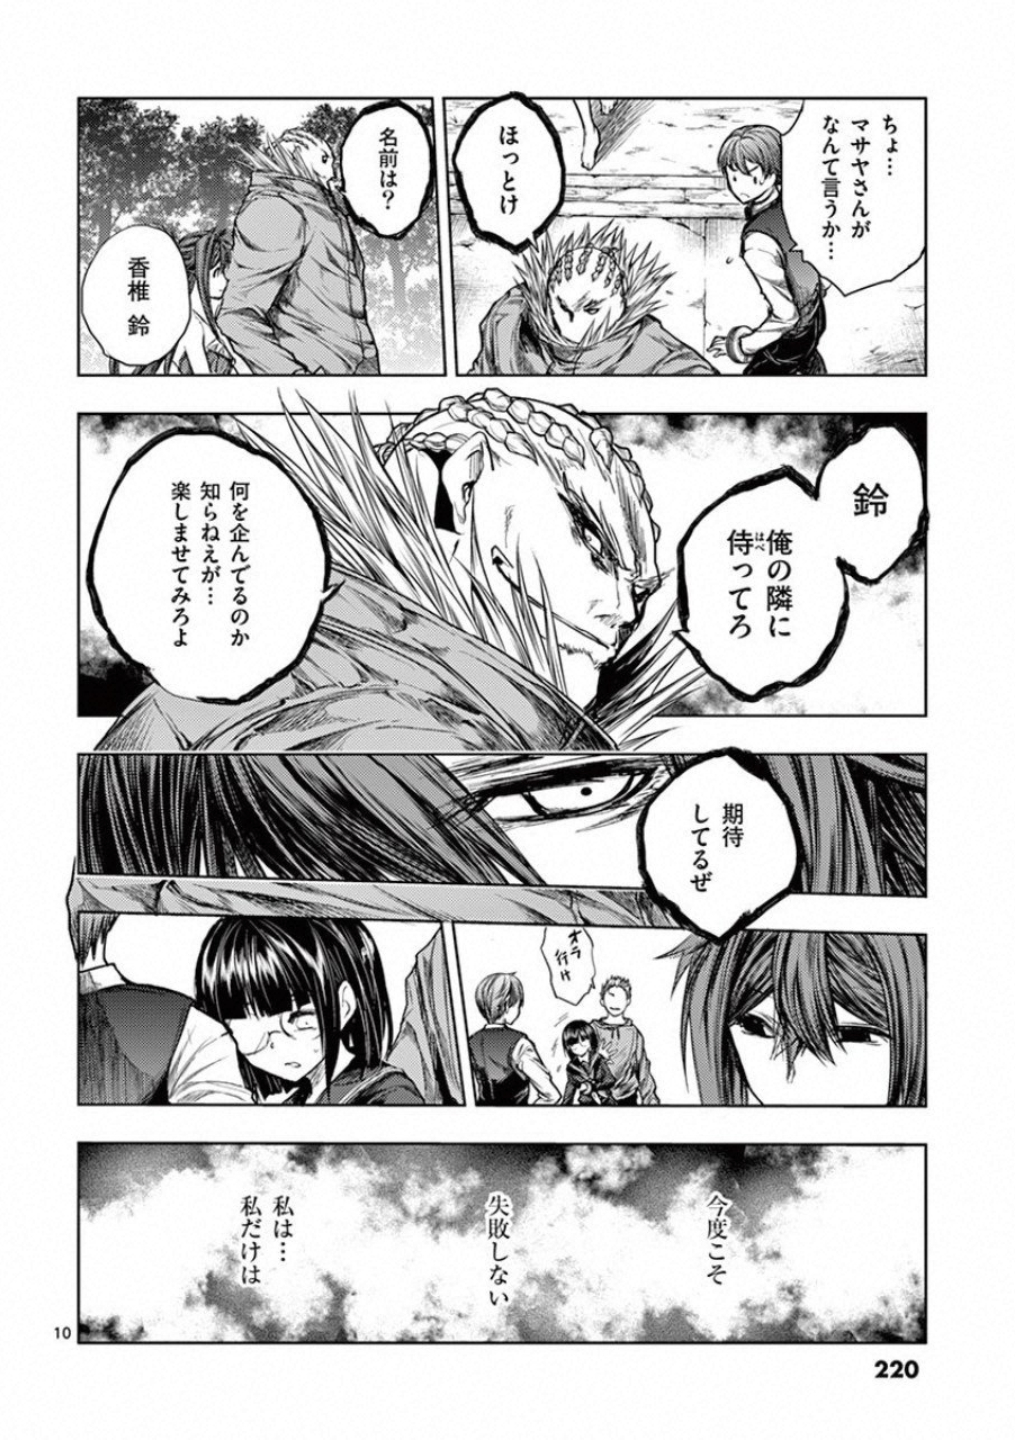 ちょ…
マサヤさんが
なんて言うか…
ほっとけ
名前は?
香椎 鈴
鈴
俺の隣に
侍ってろ
はべ
何を企んでるのか
知らねえが…
楽しませてみろよ
期待
してるぜ
オラ
行け
今度こそ
失敗しない
私は…
私だけは
10
220